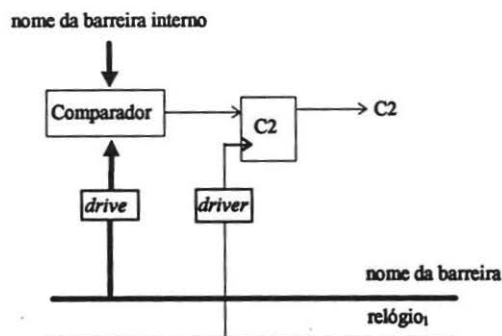 nome da barreira interno
Comparador
C2
C2
drive
driver
nome da barreira
relógio₁